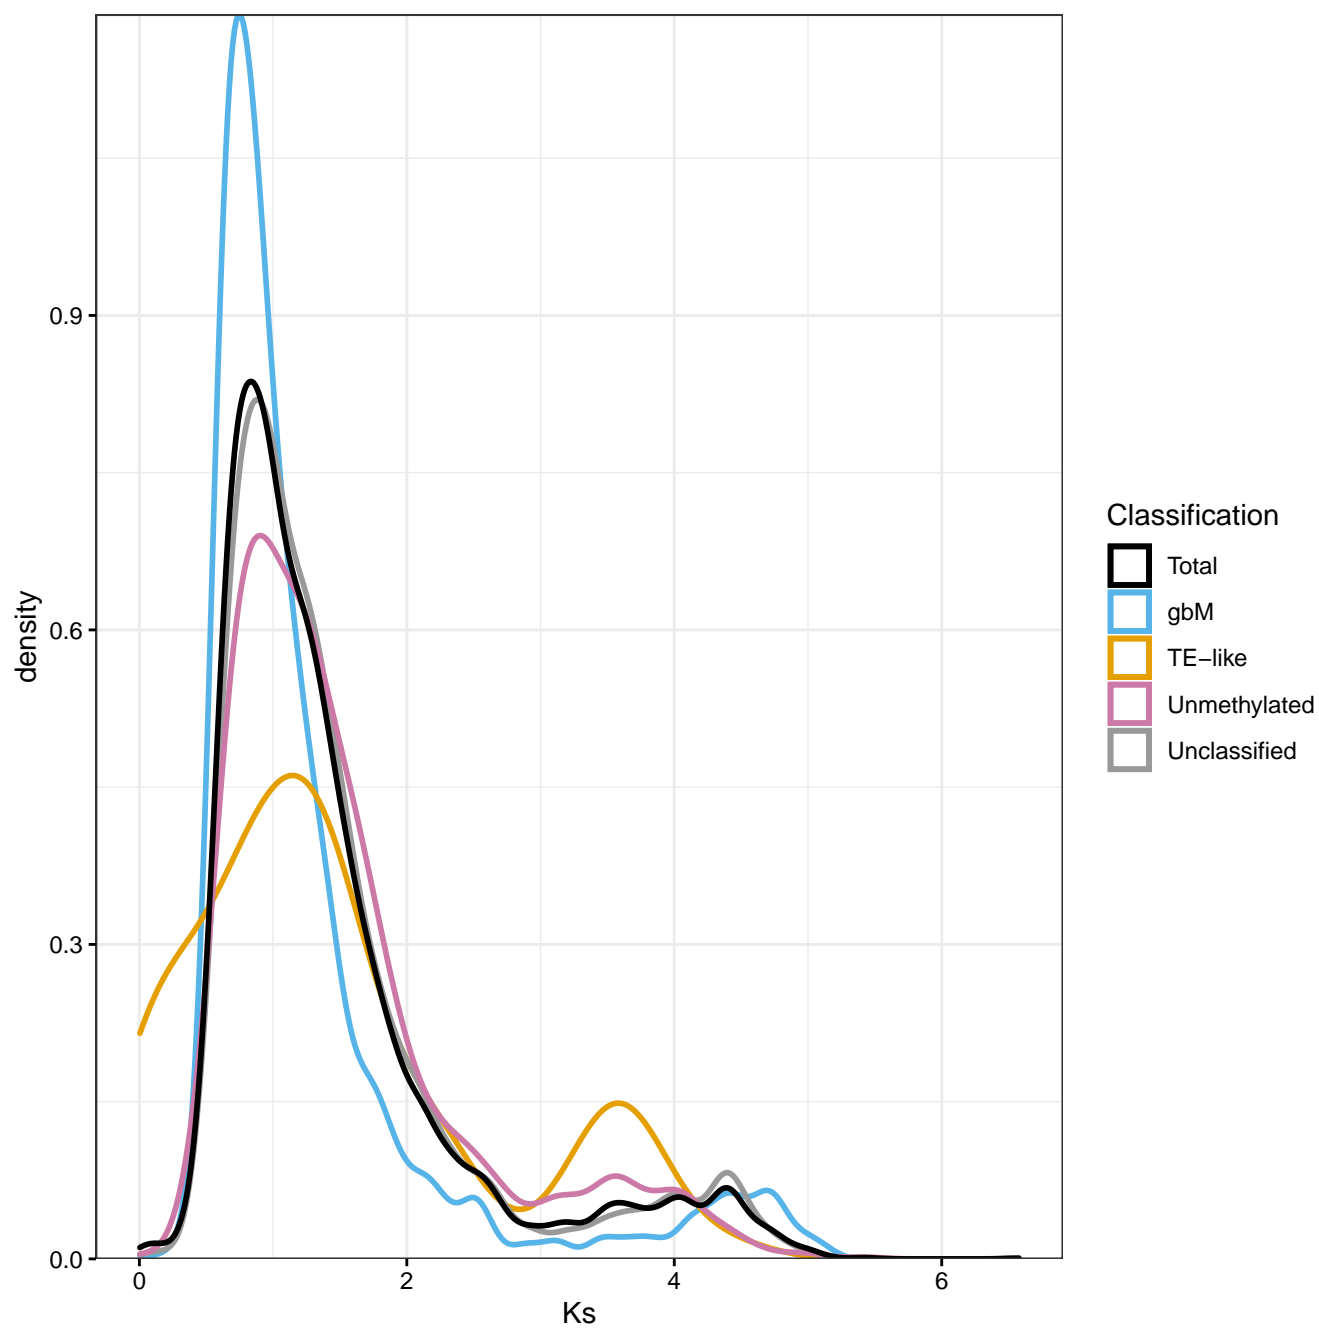 density
0.9
0.6
0.3
0.0
0 2 4 6
Ks
Classification
Total
gbM
TE−like
Unmethylated
Unclassified